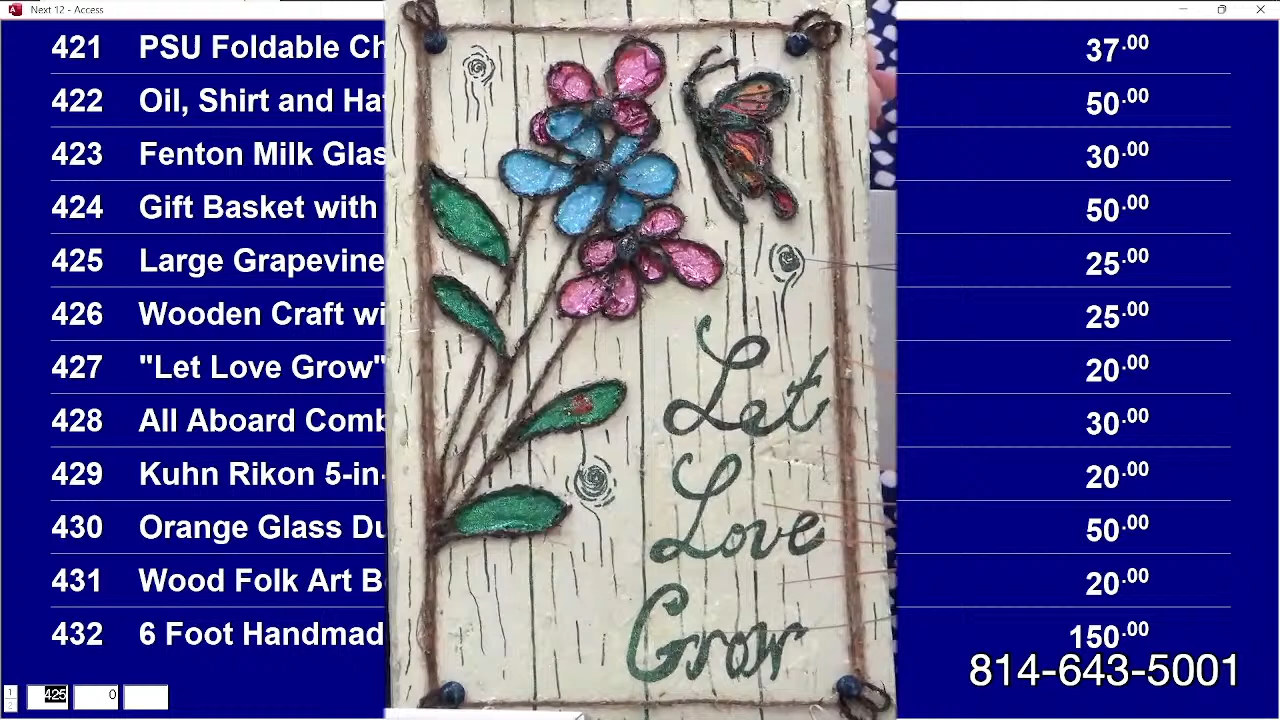 Next 12 - Access
421 PSU Foldable Ch 37.00
422 Oil, Shirt and Ha 50.00
423 Fenton Milk Glas 30.00
424 Gift Basket with 50.00
425 Large Grapevine 25.00
426 Wooden Craft wi 25.00
427 "Let Love Grow" 20.00
428 All Aboard Comb 30.00
429 Kuhn Rikon 5-in- 20.00
430 Orange Glass Du 50.00
431 Wood Folk Art B 20.00
432 6 Foot Handmad 150.00
Let
Love
Grow
814-643-5001
1
2
425 0